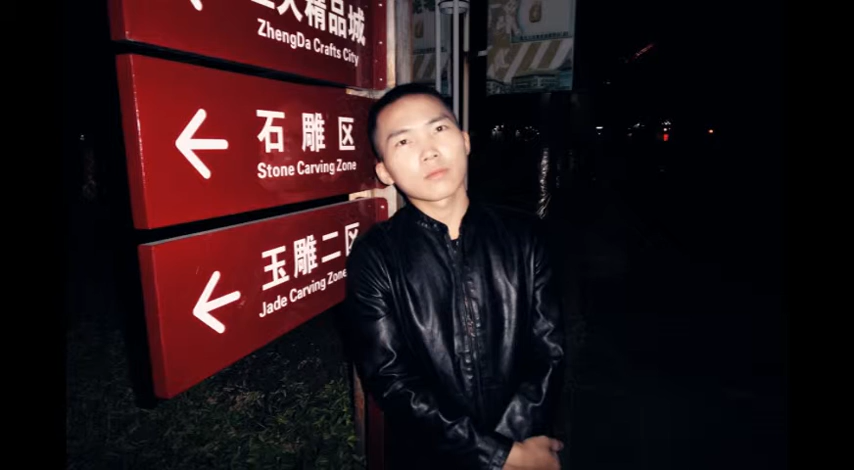 大精品城
ZhengDa Crafts City
石雕区
Stone Carving Zone
玉雕二区
Jade Carving Zone